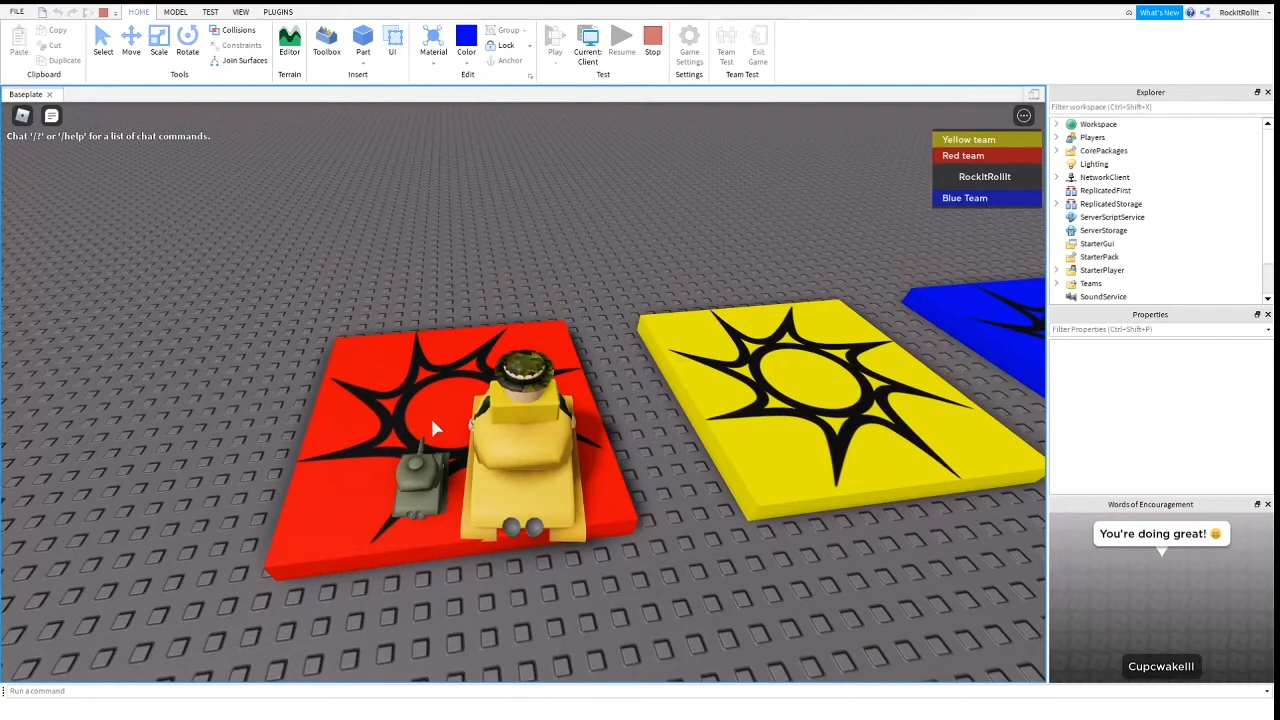 FILE HOME MODEL TEST VIEW PLUGINS What's New RockItRollIt
Paste Copy Cut Duplicate Clipboard
Select Move Scale Rotate Collisions Constraints Join Surfaces Tools
Editor Terrain
Toolbox Part UI Insert
Material Color Group Lock Anchor Edit
Play Current: Client Resume Stop Test
Game Settings Settings
Team Test Exit Game Team Test
Baseplate
Chat '/?' or '/help' for a list of chat commands.
Yellow team
Red team
RockItRollIt
Blue Team
Explorer
Filter workspace (Ctrl+Shift+X)
Workspace
Players
CorePackages
Lighting
NetworkClient
ReplicatedFirst
ReplicatedStorage
ServerScriptService
ServerStorage
StarterGui
StarterPack
StarterPlayer
Teams
SoundService
Properties
Filter Properties (Ctrl+Shift+P)
Words of Encouragement
You're doing great! 😄
Cupcwakelll
Run a command